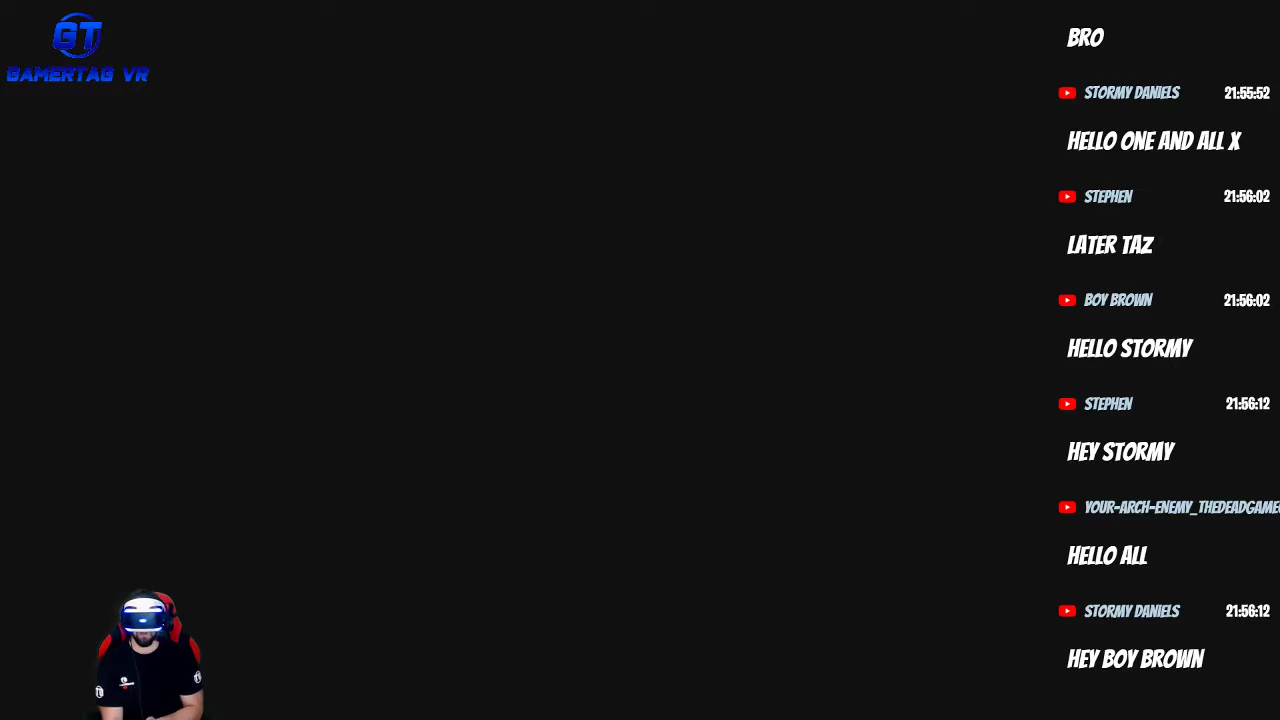 GT
GAMERTAG VR
BRO
STORMY DANIELS 21:55:52
HELLO ONE AND ALL X
STEPHEN 21:56:02
LATER TAZ
BOY BROWN 21:56:02
HELLO STORMY
STEPHEN 21:56:12
HEY STORMY
YOUR-ARCH-ENEMY_THEDEADGAME
HELLO ALL
STORMY DANIELS 21:56:12
HEY BOY BROWN